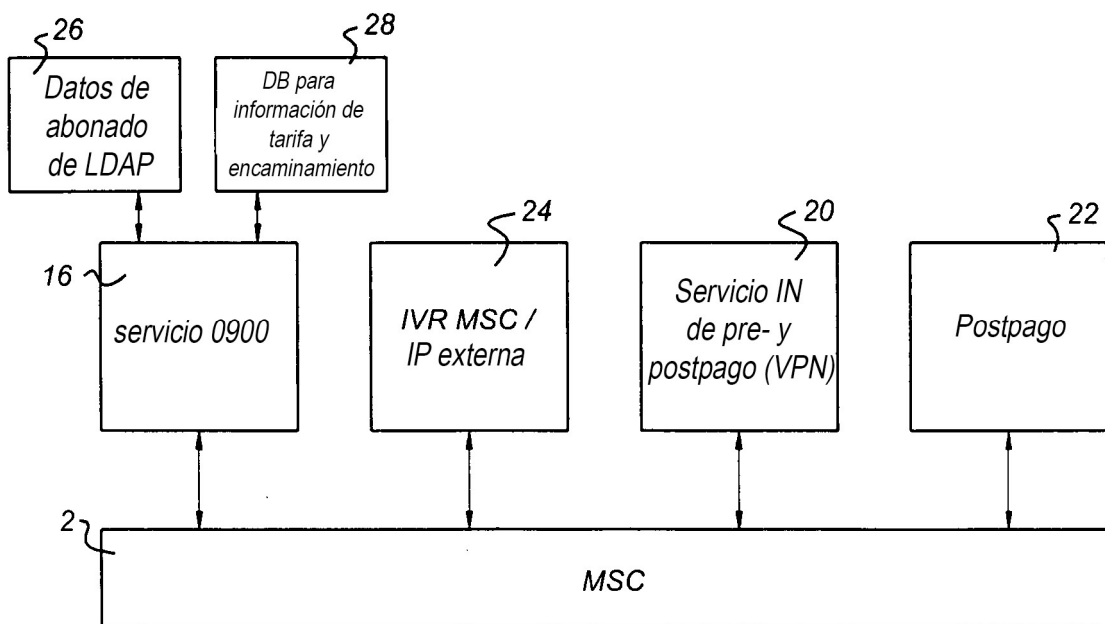 26
28
Datos de
abonado
de LDAP
DB para
información de
tarifa y
encaminamiento
16
24
20
22
servicio 0900
IVR MSC /
IP externa
Servicio IN
de pre- y
postpago (VPN)
Postpago
2
MSC